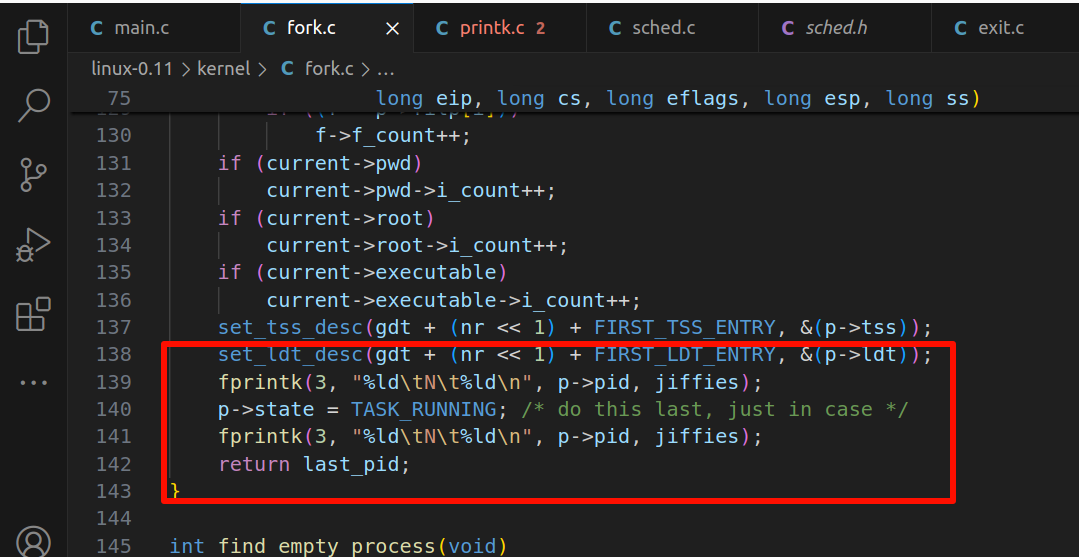 C main.c
C fork.c ×
C printk.c 2
C sched.c
C sched.h
C exit.c
linux-0.11 > kernel > C fork.c > ...
75 long eip, long cs, long eflags, long esp, long ss)
130 f->f_count++;
131 if (current->pwd)
132 current->pwd->i_count++;
133 if (current->root)
134 current->root->i_count++;
135 if (current->executable)
136 current->executable->i_count++;
137 set_tss_desc(gdt + (nr << 1) + FIRST_TSS_ENTRY, &(p->tss));
138 set_ldt_desc(gdt + (nr << 1) + FIRST_LDT_ENTRY, &(p->ldt));
139 fprintk(3, "%ld\tN\t%ld\n", p->pid, jiffies);
140 p->state = TASK_RUNNING; /* do this last, just in case */
141 fprintk(3, "%ld\tN\t%ld\n", p->pid, jiffies);
142 return last_pid;
143 }
144
145 int find_empty_process(void)